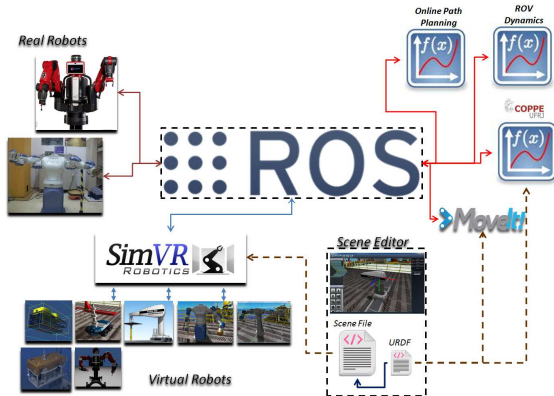 Online Path
Planning
ROV
Dynamics
Real Robots
f(x)
f(x)
COPPE
UFRJ
f(x)
ROS
MoveIt!
SimVR
ROBOTICS
Scene Editor
Scene File
</>
URDF
</>
Virtual Robots